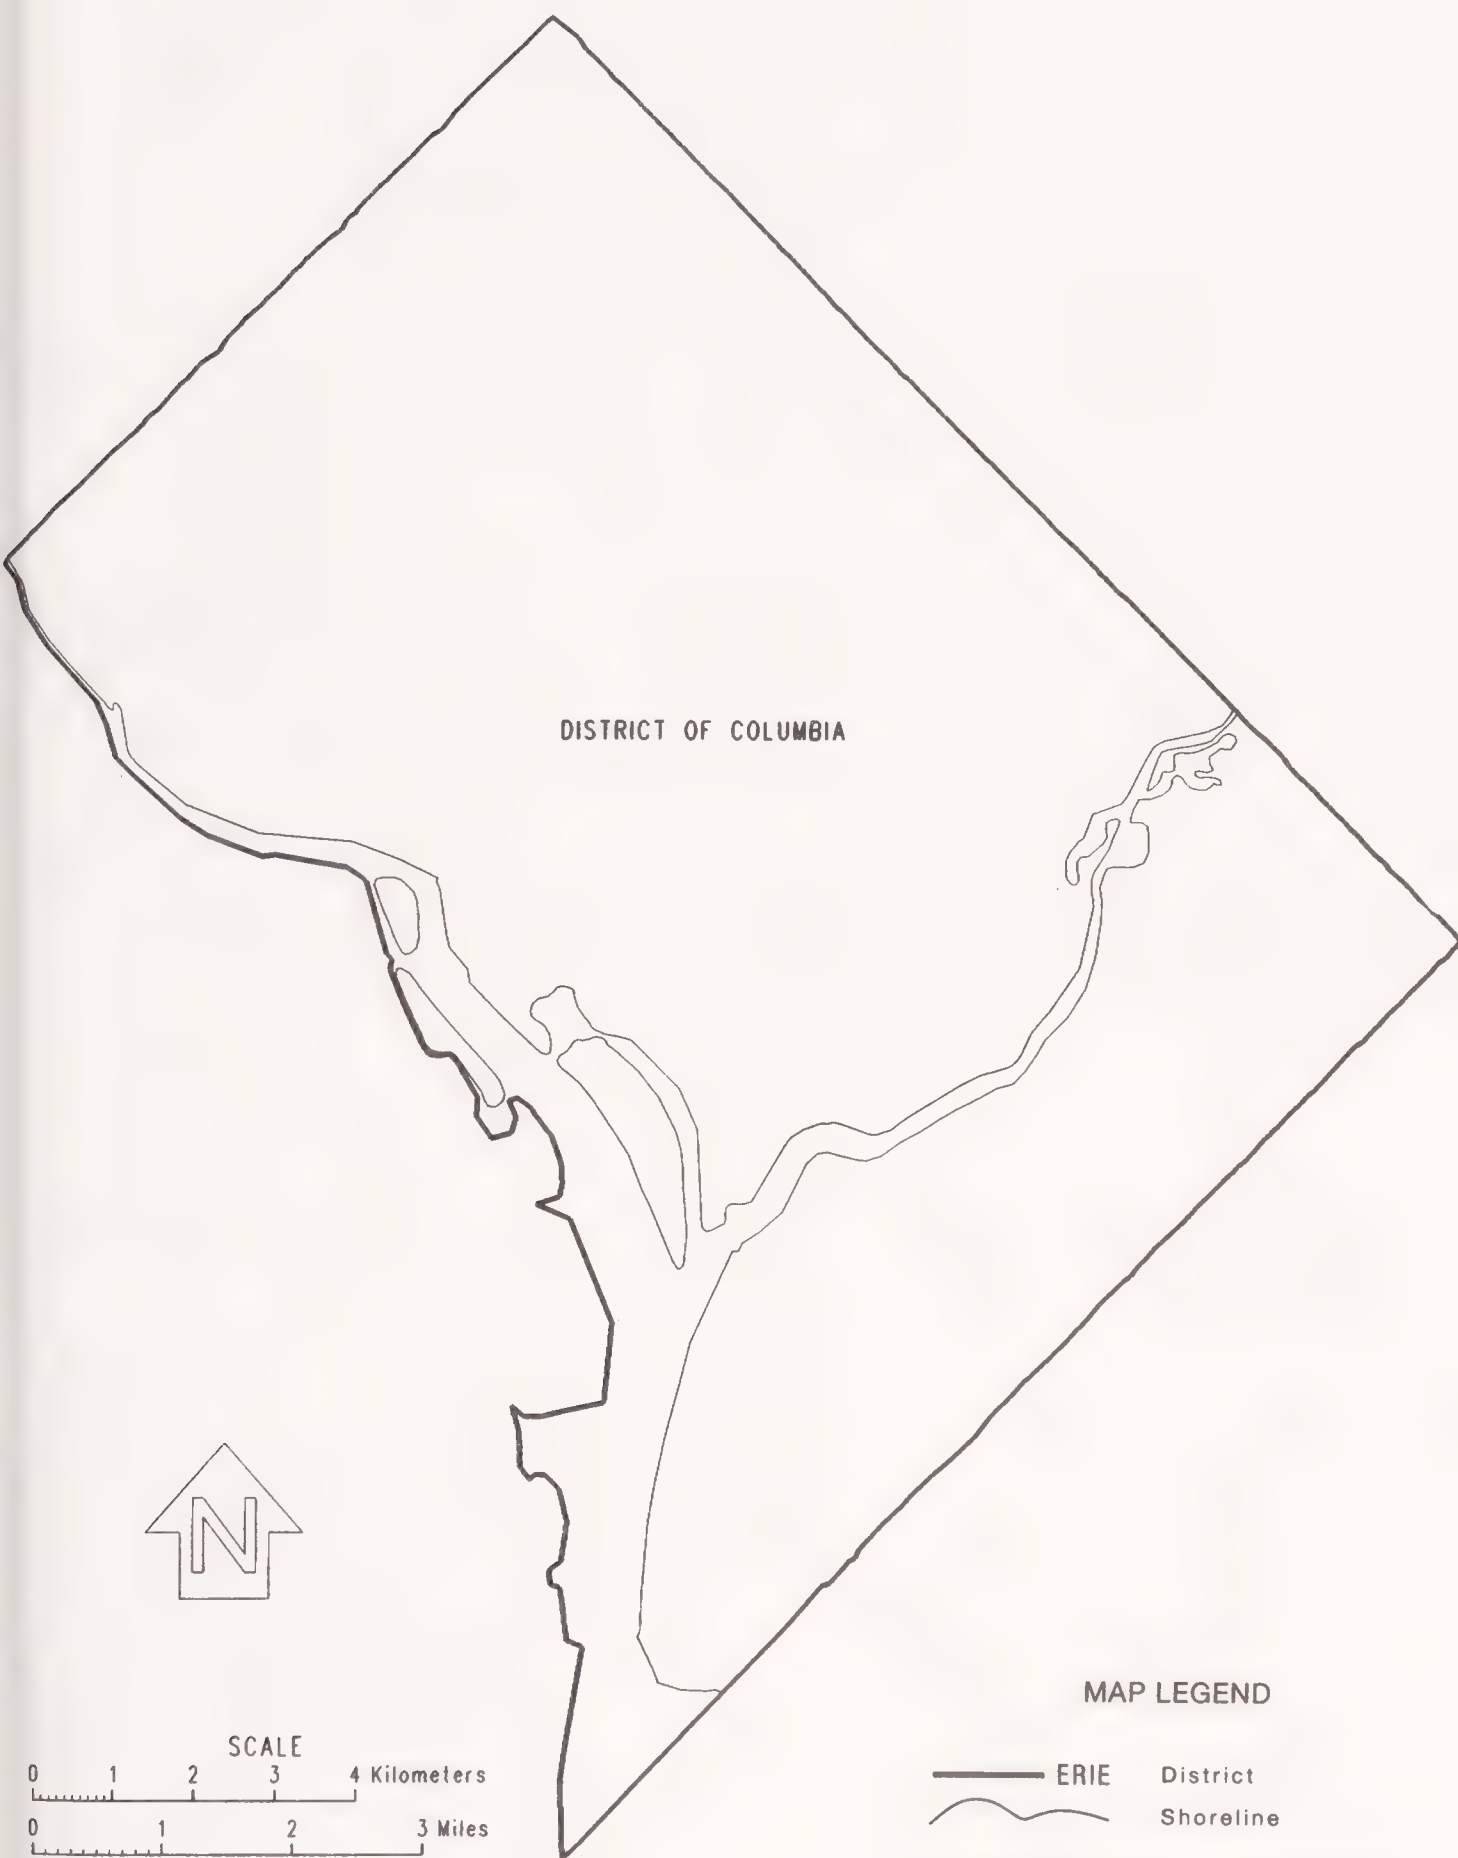 DISTRICT OF COLUMBIA
N
MAP LEGEND
ERIE District
Shoreline
SCALE
0 1 2 3 4 Kilometers
0 1 2 3 Miles